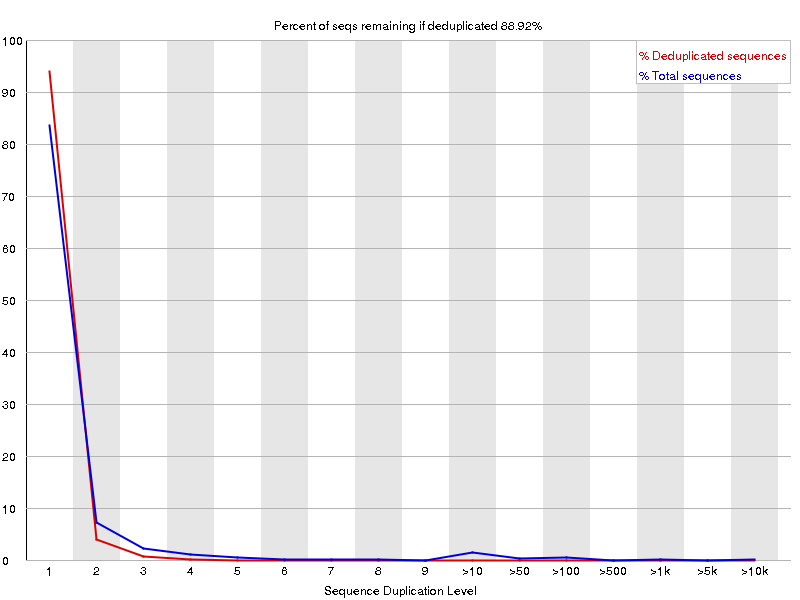 Percent of seqs remaining if deduplicated 88.92%
% Deduplicated sequences
% Total sequences
100
90
80
70
60
50
40
30
20
10
0
1 2 3 4 5 6 7 8 9 >10 >50 >100 >500 >1k >5k >10k
Sequence Duplication Level